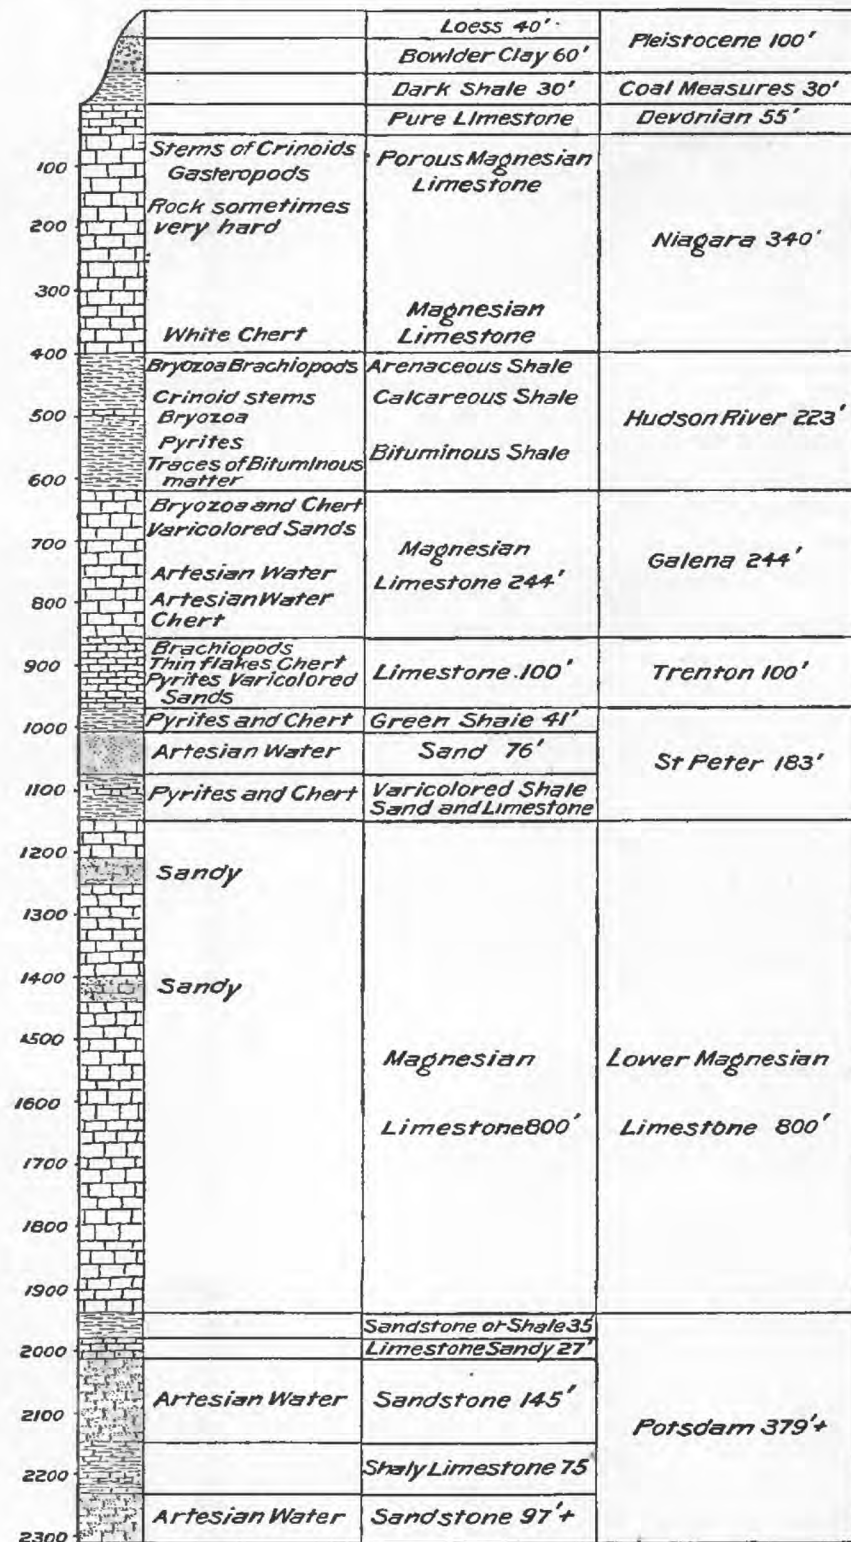 Loess 40'
Pleistocene 100'
Bowlder Clay 60'
Dark Shale 30'
Coal Measures 30'
Pure Limestone
Devonian 55'
100
Stems of Crinoids
Gasteropods
Porous Magnesian
Limestone
200
Rock sometimes
very hard
Niagara 340'
300
Magnesian
Limestone
White Chert
400
Bryozoa Brachiopods
Arenaceous Shale
Crinoid stems
Calcareous Shale
500
Bryozoa
Hudson River 223'
Pyrites
Bituminous Shale
Traces of Bituminous
matter
600
Bryozoa and Chert
Varicolored Sands
700
Magnesian
Limestone 244'
Galena 244'
Artesian Water
800
Artesian Water
Chert
Brachiopods
Thin flakes Chert
Pyrites Varicolored
Sands
900
Limestone 100'
Trenton 100'
1000
Pyrites and Chert
Green Shale 41'
Artesian Water
Sand 76'
St Peter 183'
1100
Pyrites and Chert
Varicolored Shale
Sand and Limestone
1200
Sandy
1300
1400
Sandy
1500
Magnesian
Limestone 800'
Lower Magnesian
Limestone 800'
1600
1700
1800
1900
Sandstone or Shale 35
2000
Limestone Sandy 27'
Artesian Water
Sandstone 145'
2100
Potsdam 379'+
Shaly Limestone 75
2200
Artesian Water
Sandstone 97'+
2300